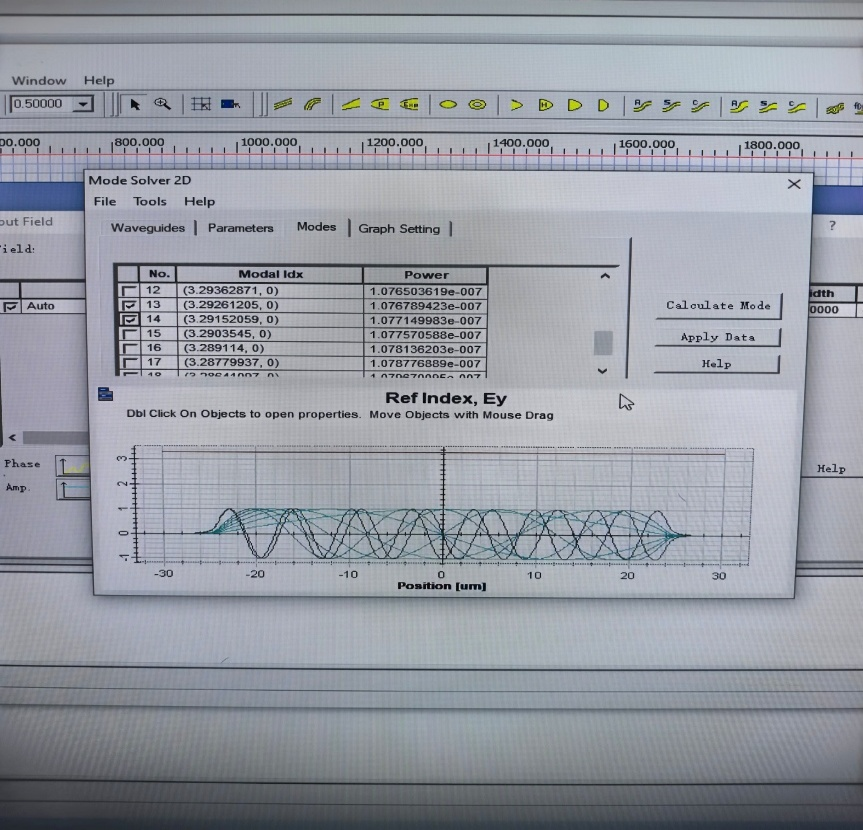 Window Help
0.50000
00.000 800.000 1000.000 1200.000 1400.000 1600.000 1800.000
Mode Solver 2D
File Tools Help
out Field
?
Waveguides Parameters Modes Graph Setting
ield:
No. Modal Idx Power
12 (3.29362871, 0) 1.076503619e-007
13 (3.29261205, 0) 1.076789423e-007
14 (3.29152059, 0) 1.077149983e-007
15 (3.2903545, 0) 1.077570588e-007
16 (3.289114, 0) 1.078136203e-007
17 (3.28779937, 0) 1.078776889e-007
Calculate Mode
Apply Data
Help
Auto
idth
0000
Ref Index, Ey
Dbl Click On Objects to open properties. Move Objects with Mouse Drag
Phase
Amp.
Help
3
2
1
0
-1
-30 -20 -10 0 10 20 30
Position [um]